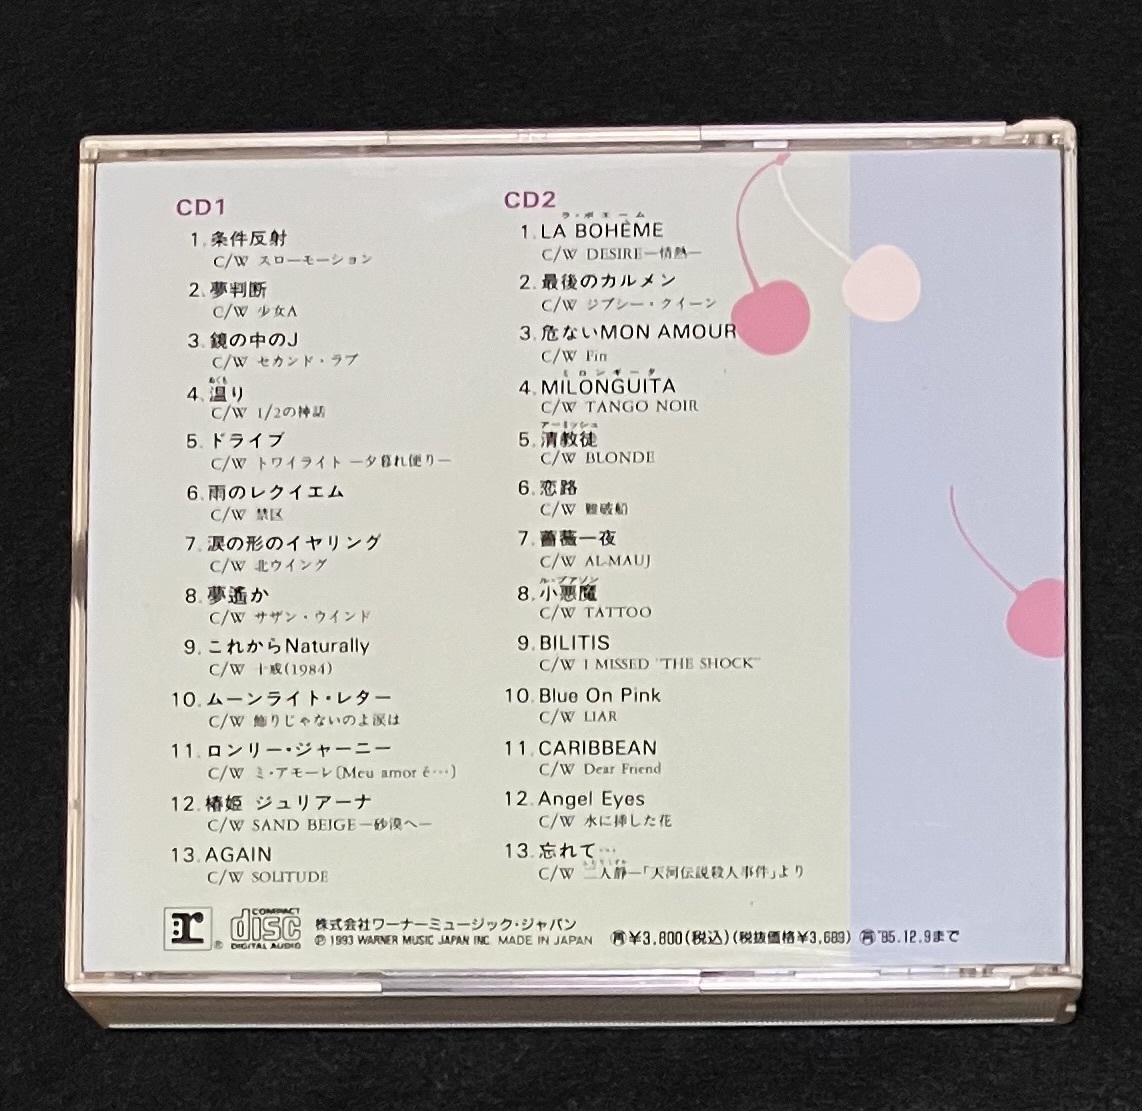 CD1
1. 条件反射
C/W スローモーション
2. 夢判断
C/W 少女A
3. 鏡の中のJ
C/W セカンド・ラブ
ぬくも
4. 温り
C/W 1/2の神話
5. ドライブ
C/W トワイライト —夕暮れ便り—
6. 雨のレクイエム
C/W 禁区
7. 涙の形のイヤリング
C/W 北ウイング
8. 夢遙か
C/W サザン・ウインド
9. これからNaturally
C/W 十戒(1984)
10. ムーンライト・レター
C/W 飾りじゃないのよ涙は
11. ロンリー・ジャーニー
C/W ミ・アモーレ〔Meu amor é…〕
12. 椿姫 ジュリアーナ
C/W SAND BEIGE—砂漠へ—
13. AGAIN
C/W SOLITUDE
CD2
ラ・ボエーム
1. LA BOHÈME
C/W DESIRE—情熱—
2. 最後のカルメン
C/W ジプシー・クイーン
3. 危ないMON AMOUR
C/W Fin
ミロンギータ
4. MILONGUITA
C/W TANGO NOIR
アーミッシュ
5. 清教徒
C/W BLONDE
6. 恋路
C/W 難破船
7. 薔薇一夜
C/W AL-MAUJ
ル・プアゾン
8. 小悪魔
C/W TATTOO
9. BILITIS
C/W I MISSED "THE SHOCK"
10. Blue On Pink
C/W LIAR
11. CARIBBEAN
C/W Dear Friend
12. Angel Eyes
C/W 水に挿した花
13. 忘れて…
ふたりしずか
C/W 二人静—「天河伝説殺人事件」より
r ® COMPACT disc DIGITAL AUDIO
株式会社ワーナーミュージック・ジャパン
Ⓟ 1993 WARNER MUSIC JAPAN INC. MADE IN JAPAN
再 ¥3,800(税込)(税抜価格¥3,689) 再 '95.12.9まで